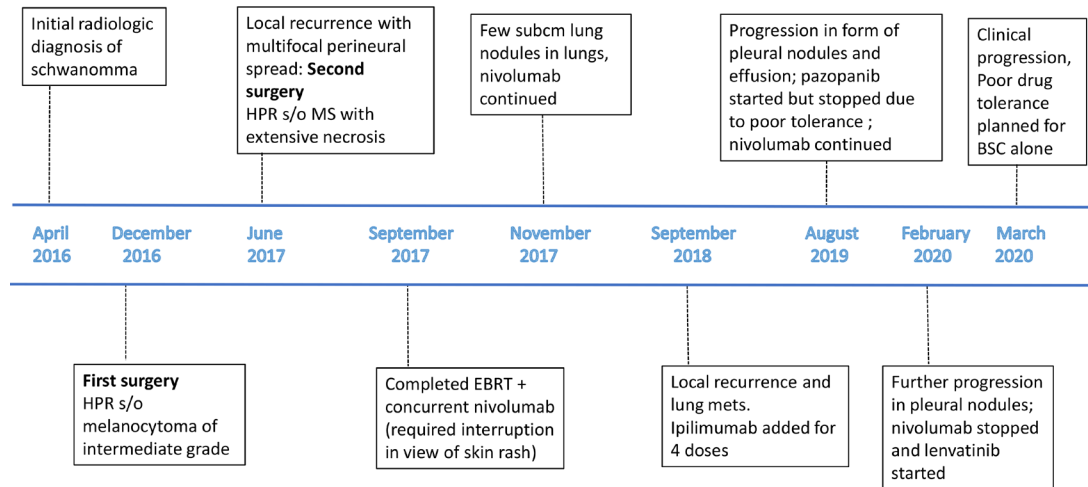 Initial radiologic
diagnosis of
schwanomma
Local recurrence with
multifocal perineural
spread: Second
surgery
HPR s/o MS with
extensive necrosis
Few subcm lung
nodules in lungs,
nivolumab
continued
Progression in form of
pleural nodules and
effusion; pazopanib
started but stopped due
to poor tolerance ;
nivolumab continued
Clinical
progression,
Poor drug
tolerance
planned for
BSC alone
April
2016
December
2016
June
2017
September
2017
November
2017
September
2018
August
2019
February
2020
March
2020
First surgery
HPR s/o
melanocytoma of
intermediate grade
Completed EBRT +
concurrent nivolumab
(required interruption
in view of skin rash)
Local recurrence and
lung mets.
Ipilimumab added for
4 doses
Further progression
in pleural nodules;
nivolumab stopped
and lenvatinib
started